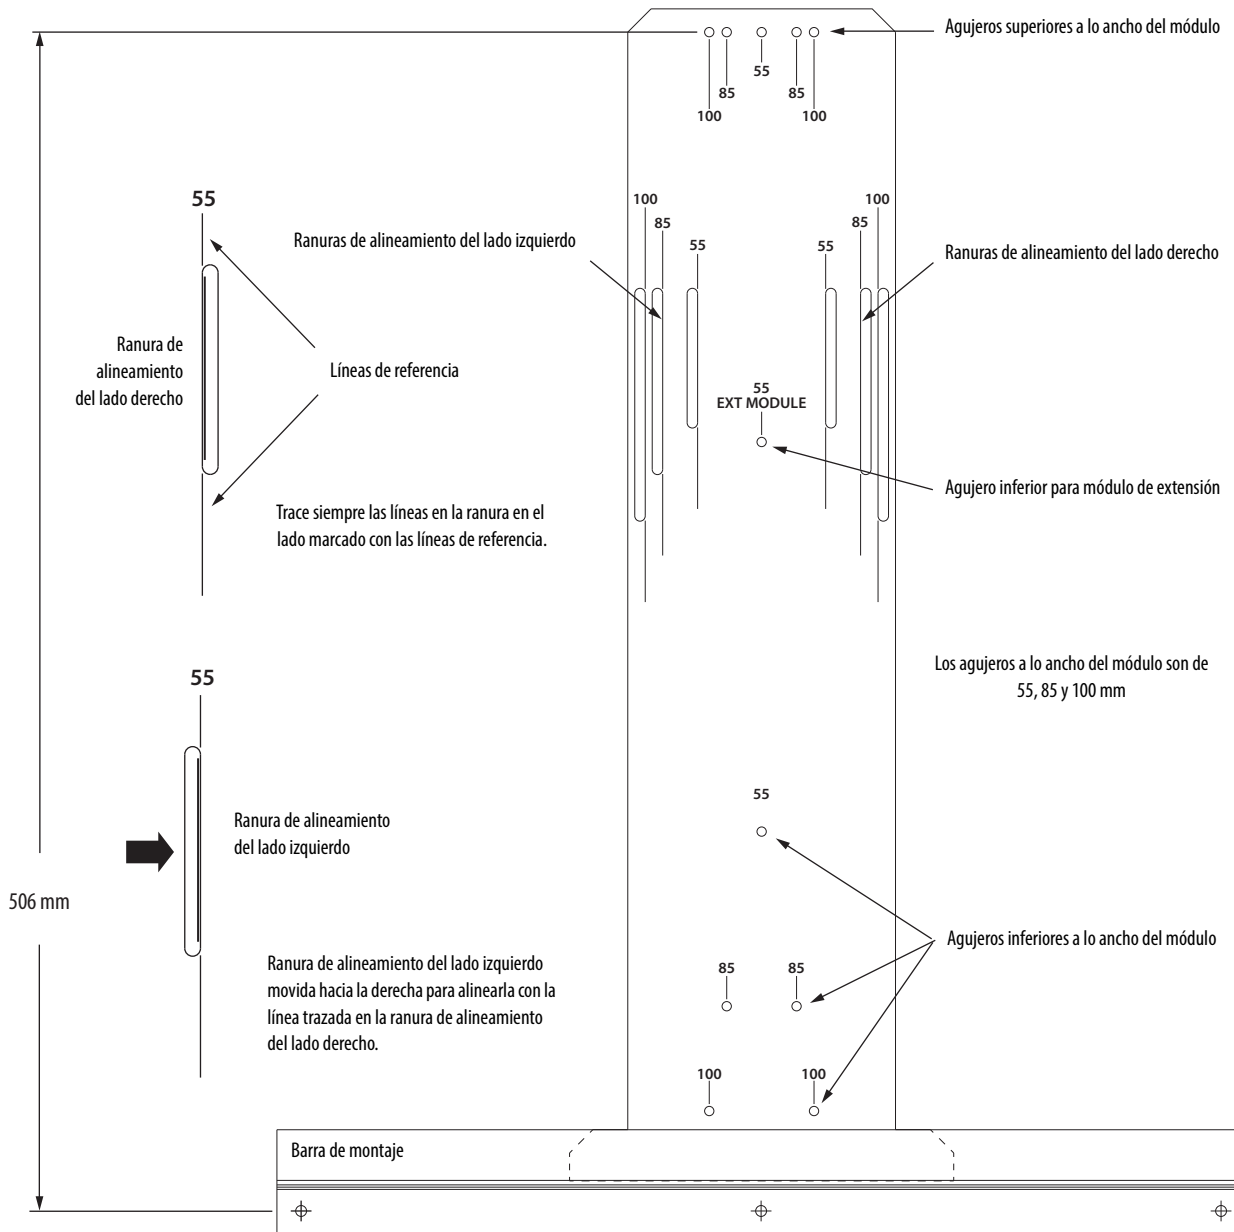 Agujeros superiores a lo ancho del módulo
55
85
85
100
100
55
100
85
55
55
85
100
Ranuras de alineamiento del lado izquierdo
Ranuras de alineamiento del lado derecho
Ranura de
alineamiento
del lado derecho
Líneas de referencia
55
EXT MODULE
Agujero inferior para módulo de extensión
Trace siempre las líneas en la ranura en el
lado marcado con las líneas de referencia.
55
Los agujeros a lo ancho del módulo son de
55, 85 y 100 mm
55
Ranura de alineamiento
del lado izquierdo
506 mm
Agujeros inferiores a lo ancho del módulo
Ranura de alineamiento del lado izquierdo
movida hacia la derecha para alinearla con la
línea trazada en la ranura de alineamiento
del lado derecho.
85
85
100
100
Barra de montaje